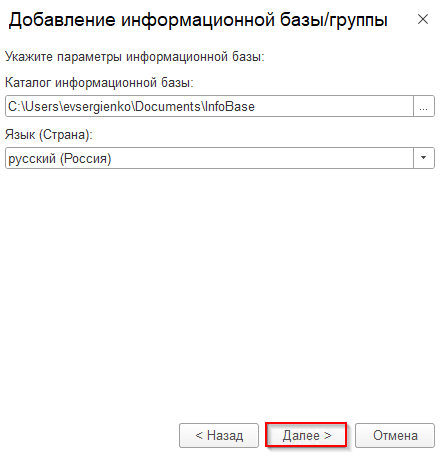 Добавление информационной базы/группы
Укажите параметры информационной базы:
Каталог информационной базы:
C:\Users\evsergienko\Documents\InfoBase
...
Язык (Страна):
русский (Россия)
< Назад
Далее >
Отмена